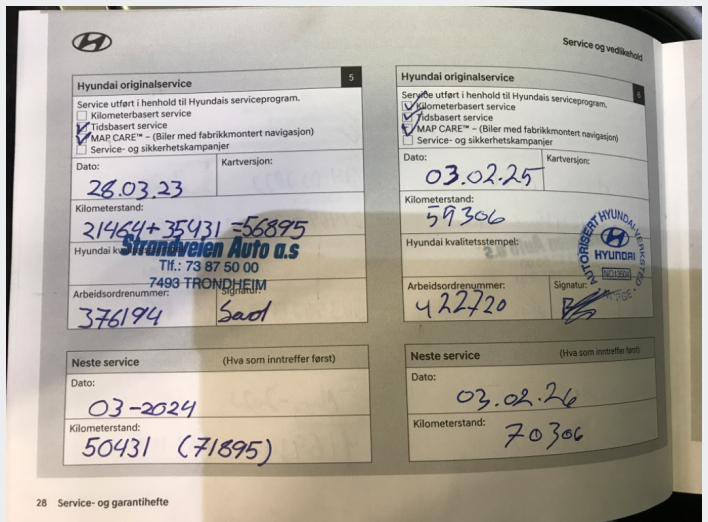 Service og vedlikehold
Hyundai originalservice
5
Service utført i henhold til Hyundais serviceprogram.
Kilometerbasert service
Tidsbasert service
MAP CARE™ – (Biler med fabrikkmontert navigasjon)
Service- og sikkerhetskampanjer
Dato:
Kartversjon:
28.03.23
Kilometerstand:
21464+35431 =56895
Hyundai
Strandveien Auto a.s
Tlf.: 73 87 50 00
7493 TRONDHEIM
Arbeidsordrenummer:
Signatur:
376194
Neste service
(Hva som inntreffer først)
Dato:
03-2024
Kilometerstand:
50431 (71895)
Hyundai originalservice
6
Service utført i henhold til Hyundais serviceprogram.
Kilometerbasert service
Tidsbasert service
MAP CARE™ – (Biler med fabrikkmontert navigasjon)
Service- og sikkerhetskampanjer
Dato:
Kartversjon:
03.02.25
Kilometerstand:
59306
Hyundai kvalitetsstempel:
AUTORISERT HYUNDAI-VERKSTED
HYUNDAI
Arbeidsordrenummer:
Signatur:
422720
Neste service
(Hva som inntreffer først)
Dato:
03.02.26
Kilometerstand:
70306
28 Service- og garantihefte